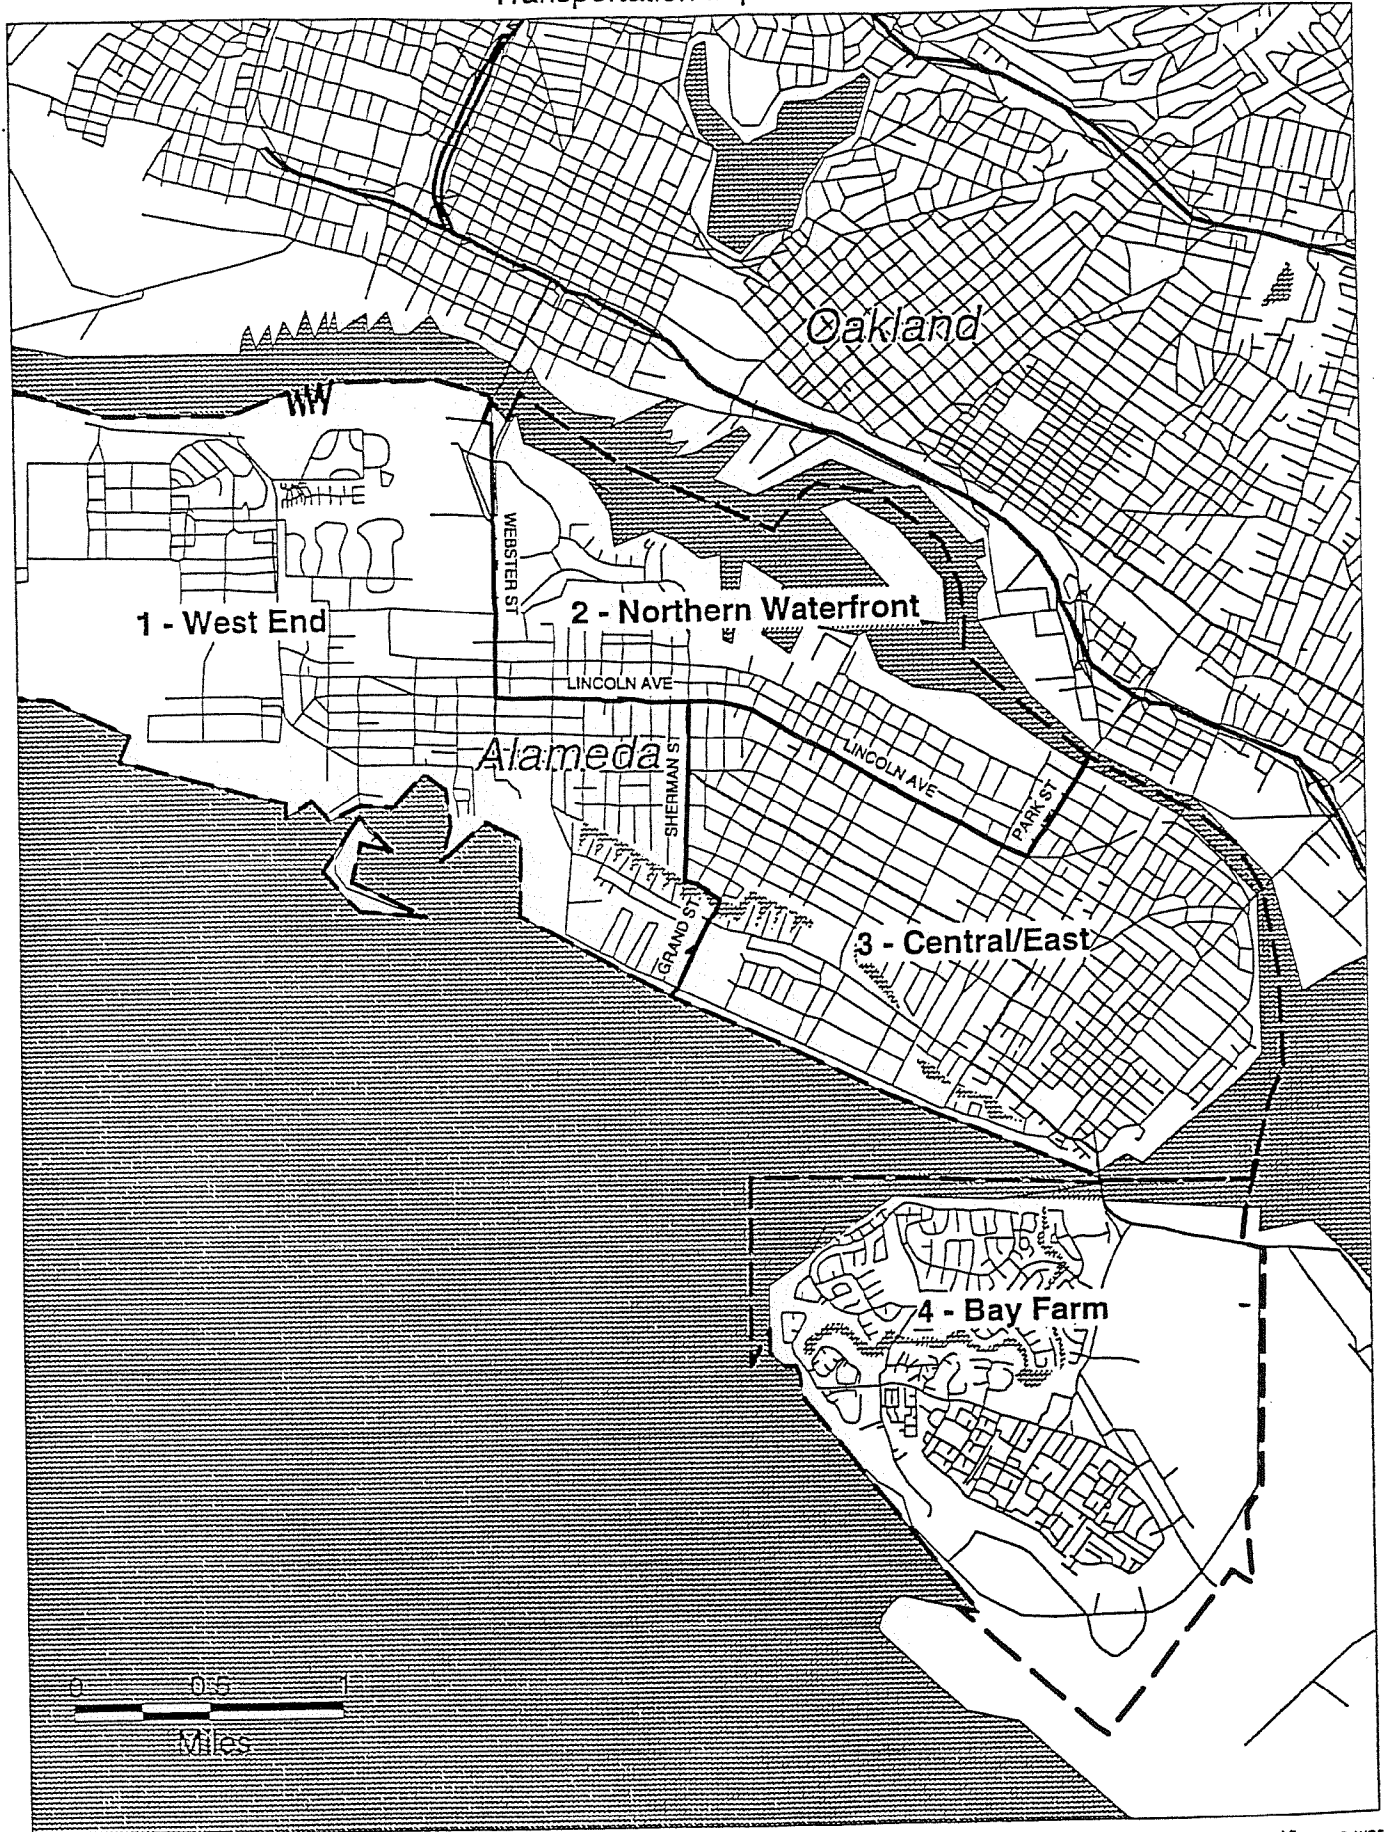 Oakland
WEBSTER ST
1 - West End
2 - Northern Waterfront
LINCOLN AVE
Alameda
SHERMAN ST
LINCOLN AVE
PARK ST
GRAND ST.
3 - Central/East
4 - Bay Farm
0 0.5 1
Miles